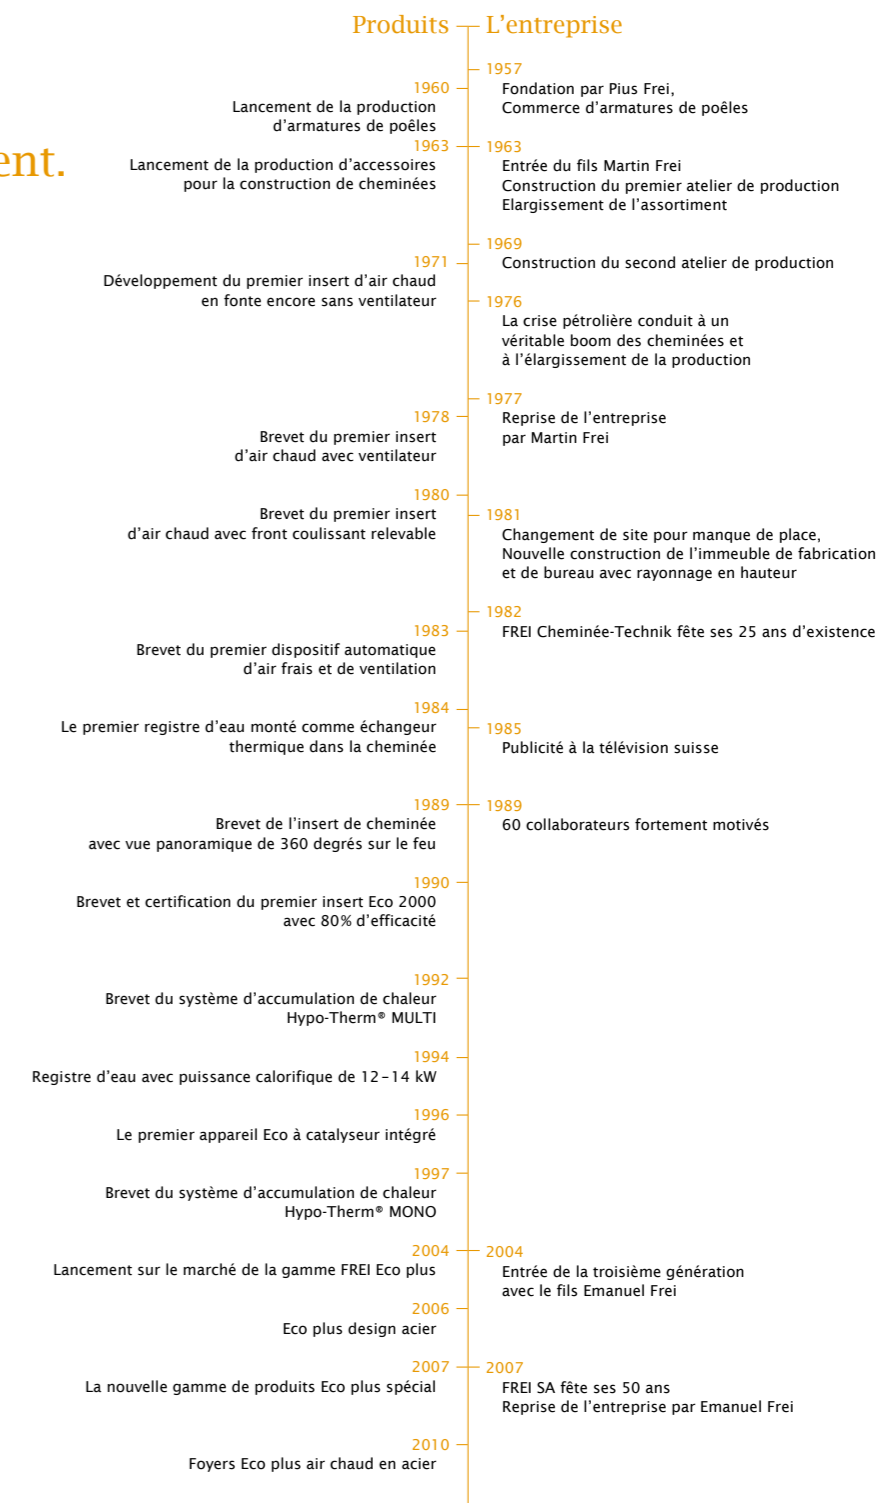 Produits
L'entreprise
ent.
1957
Fondation par Pius Frei,
Commerce d'armatures de poêles
1960
Lancement de la production
d'armatures de poêles
1963
Lancement de la production d'accessoires
pour la construction de cheminées
1963
Entrée du fils Martin Frei
Construction du premier atelier de production
Elargissement de l'assortiment
1969
Construction du second atelier de production
1971
Développement du premier insert d'air chaud
en fonte encore sans ventilateur
1976
La crise pétrolière conduit à un
véritable boom des cheminées et
à l'élargissement de la production
1977
Reprise de l'entreprise
par Martin Frei
1978
Brevet du premier insert
d'air chaud avec ventilateur
1980
Brevet du premier insert
d'air chaud avec front coulissant relevable
1981
Changement de site pour manque de place,
Nouvelle construction de l'immeuble de fabrication
et de bureau avec rayonnage en hauteur
1982
FREI Cheminée-Technik fête ses 25 ans d'existence
1983
Brevet du premier dispositif automatique
d'air frais et de ventilation
1984
Le premier registre d'eau monté comme échangeur
thermique dans la cheminée
1985
Publicité à la télévision suisse
1989
Brevet de l'insert de cheminée
avec vue panoramique de 360 degrés sur le feu
1989
60 collaborateurs fortement motivés
1990
Brevet et certification du premier insert Eco 2000
avec 80% d'efficacité
1992
Brevet du système d'accumulation de chaleur
Hypo-Therm® MULTI
1994
Registre d'eau avec puissance calorifique de 12–14 kW
1996
Le premier appareil Eco à catalyseur intégré
1997
Brevet du système d'accumulation de chaleur
Hypo-Therm® MONO
2004
Lancement sur le marché de la gamme FREI Eco plus
2004
Entrée de la troisième génération
avec le fils Emanuel Frei
2006
Eco plus design acier
2007
La nouvelle gamme de produits Eco plus spécial
2007
FREI SA fête ses 50 ans
Reprise de l'entreprise par Emanuel Frei
2010
Foyers Eco plus air chaud en acier